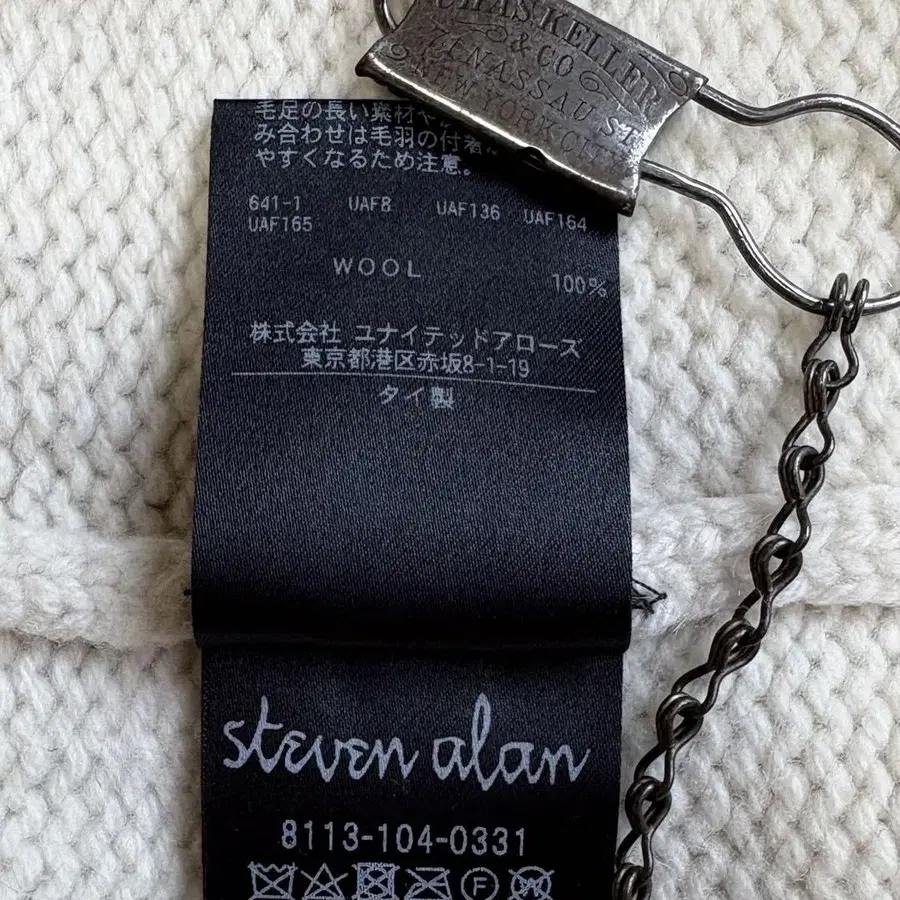 CHAS. KELLER
& CO
NASSAU ST
NEW YORK CITY
毛足の長い素材や
み合わせは毛羽の付着
やすくなるため注意。
641-1 UAF8 UAF136 UAF164
UAF165
WOOL
100%
株式会社 ユナイテッドアローズ
東京都港区赤坂8-1-19
タイ製
steven alan
8113-104-0331
F
W